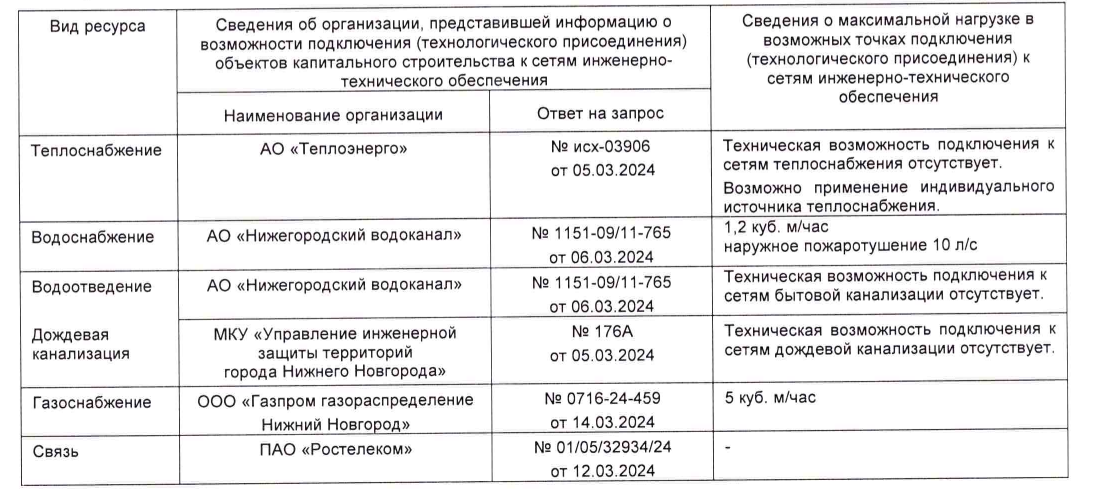 Вид ресурса
Сведения об организации, представившей информацию о
возможности подключения (технологического присоединения)
объектов капитального строительства к сетям инженерно-
технического обеспечения
Сведения о максимальной нагрузке в
возможных точках подключения
(технологического присоединения) к
сетям инженерно-технического
обеспечения
Наименование организации
Ответ на запрос
Теплоснабжение
АО «Теплоэнерго»
№ исх-03906
от 05.03.2024
Техническая возможность подключения к
сетям теплоснабжения отсутствует.
Возможно применение индивидуального
источника теплоснабжения.
Водоснабжение
АО «Нижегородский водоканал»
№ 1151-09/11-765
от 06.03.2024
1,2 куб. м/час
наружное пожаротушение 10 л/с
Водоотведение
АО «Нижегородский водоканал»
№ 1151-09/11-765
от 06.03.2024
Техническая возможность подключения к
сетям бытовой канализации отсутствует.
Дождевая
канализация
МКУ «Управление инженерной
защиты территорий
города Нижнего Новгорода»
№ 176А
от 05.03.2024
Техническая возможность подключения к
сетям дождевой канализации отсутствует.
Газоснабжение
ООО «Газпром газораспределение
Нижний Новгород»
№ 0716-24-459
от 14.03.2024
5 куб. м/час
Связь
ПАО «Ростелеком»
№ 01/05/32934/24
от 12.03.2024
-